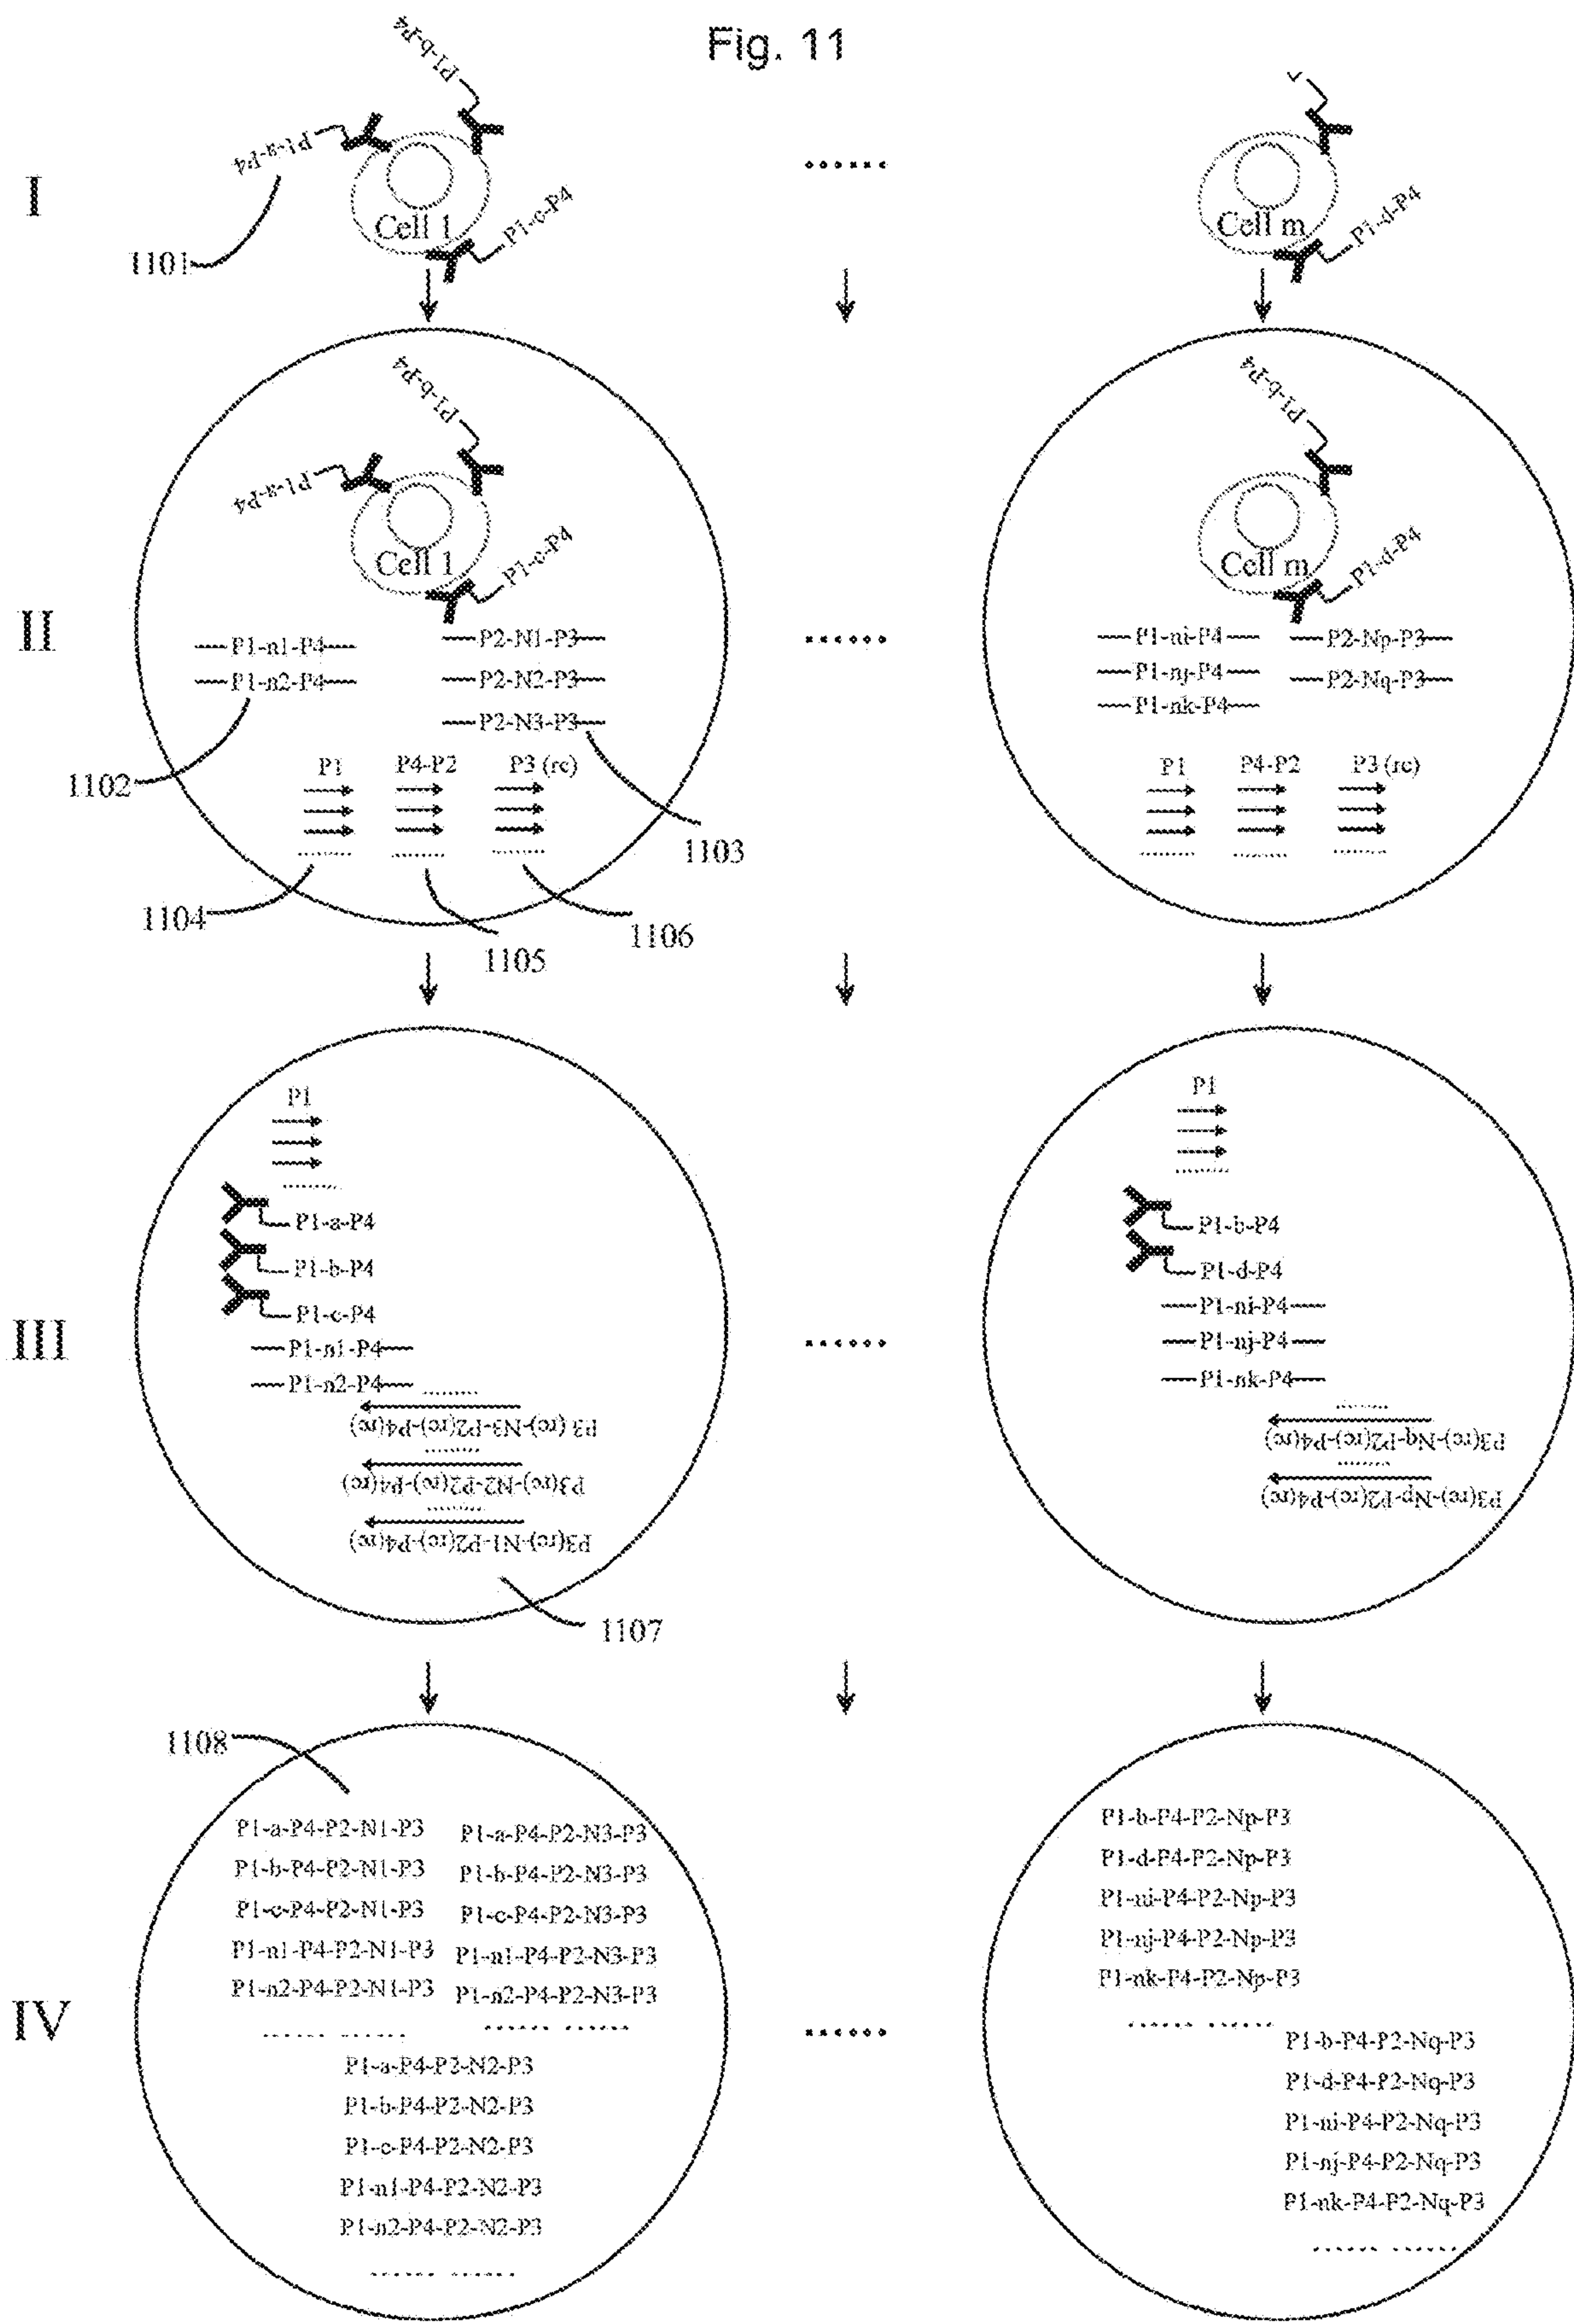 Fig. 11
I
P1-b-P4
P1-a-P4
Cell 1
P1-c-P4
1101
......
Cell m
P1-d-P4
II
P1-b-P4
P1-a-P4
Cell 1
P1-c-P4
P1-n1-P4
P1-n2-P4
P2-N1-P3
P2-N2-P3
P2-N3-P3
1102
P1 P4-P2 P3 (rc)
1103
1104
1105
1106
......
P1-b-P4
Cell m
P1-d-P4
P1-ni-P4
P1-nj-P4
P1-nk-P4
P2-Np-P3
P2-Nq-P3
P1 P4-P2 P3 (rc)
III
P1
P1-a-P4
P1-b-P4
P1-c-P4
P1-n1-P4
P1-n2-P4
P3 (rc)-N3-P2(rc)-P4(rc)
P3(rc)-N2-P2(rc)-P4(rc)
P3(rc)-N1-P2(rc)-P4(rc)
1107
......
P1
P1-b-P4
P1-d-P4
P1-ni-P4
P1-nj-P4
P1-nk-P4
P3(rc)-Nq-P2(rc)-P4(rc)
P3(rc)-Np-P2(rc)-P4(rc)
IV
1108
P1-a-P4-P2-N1-P3
P1-b-P4-P2-N1-P3
P1-c-P4-P2-N1-P3
P1-n1-P4-P2-N1-P3
P1-n2-P4-P2-N1-P3
...... ......
P1-a-P4-P2-N3-P3
P1-b-P4-P2-N3-P3
P1-c-P4-P2-N3-P3
P1-n1-P4-P2-N3-P3
P1-n2-P4-P2-N3-P3
...... ......
P1-a-P4-P2-N2-P3
P1-b-P4-P2-N2-P3
P1-c-P4-P2-N2-P3
P1-n1-P4-P2-N2-P3
P1-n2-P4-P2-N2-P3
...... ......
......
P1-b-P4-P2-Np-P3
P1-d-P4-P2-Np-P3
P1-ni-P4-P2-Np-P3
P1-nj-P4-P2-Np-P3
P1-nk-P4-P2-Np-P3
...... ......
P1-b-P4-P2-Nq-P3
P1-d-P4-P2-Nq-P3
P1-ni-P4-P2-Nq-P3
P1-nj-P4-P2-Nq-P3
P1-nk-P4-P2-Nq-P3
...... ......